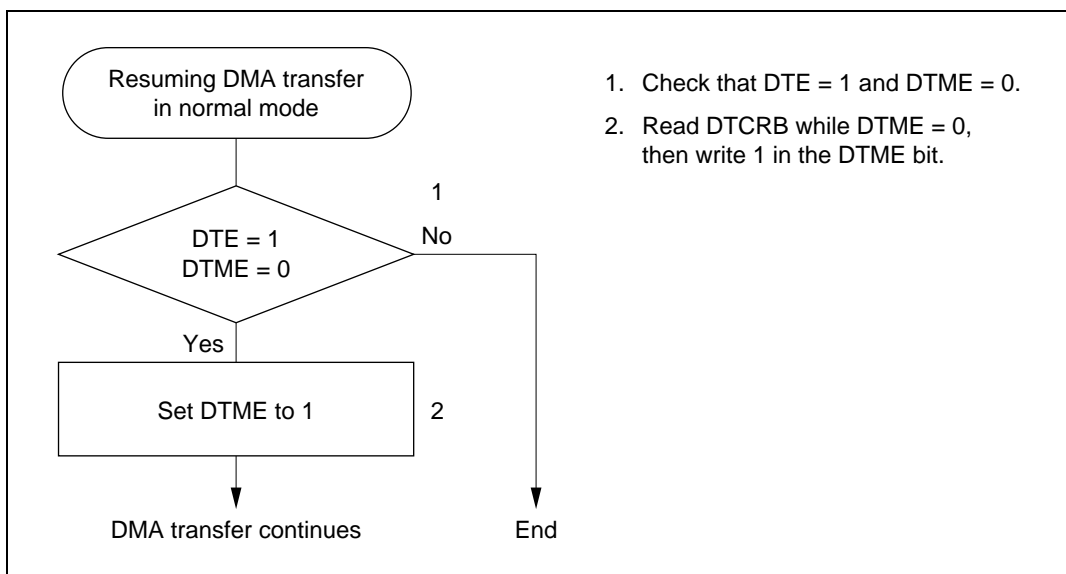 Resuming DMA transfer
in normal mode
1. Check that DTE = 1 and DTME = 0.
2. Read DTCRB while DTME = 0,
then write 1 in the DTME bit.
1
DTE = 1
DTME = 0
No
Yes
Set DTME to 1
2
DMA transfer continues
End